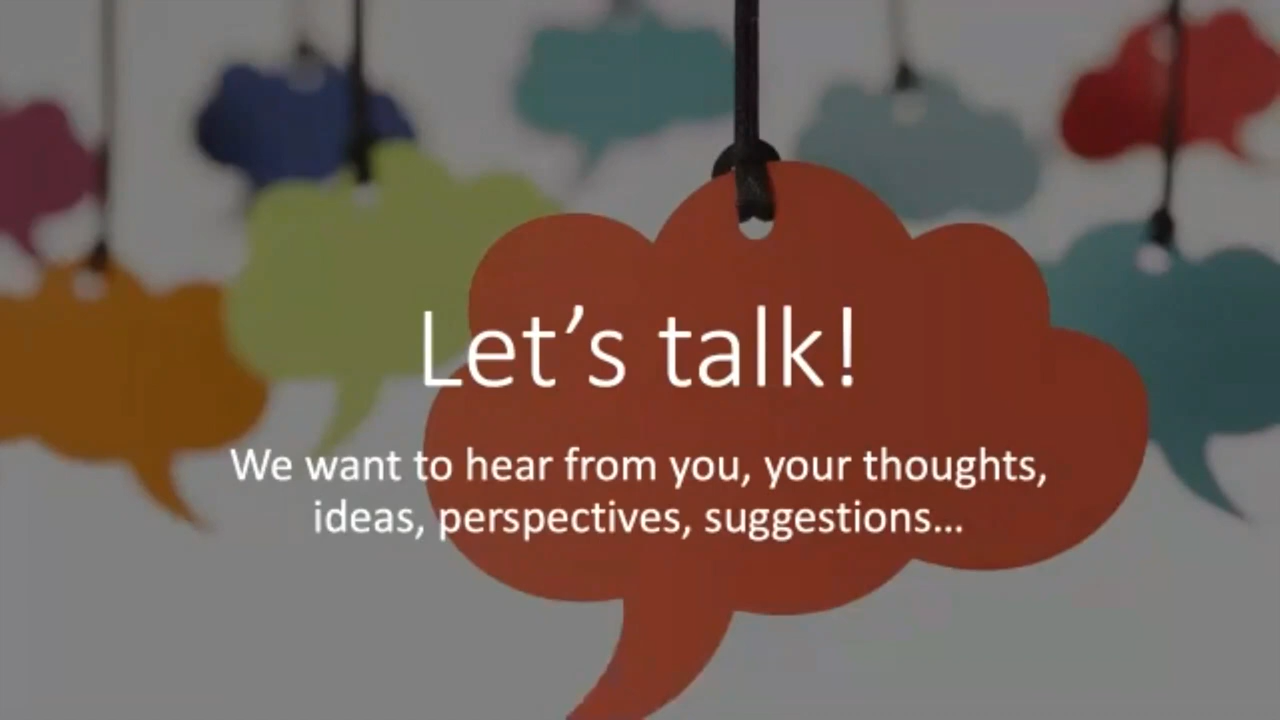 Let’s talk!
We want to hear from you, your thoughts,
ideas, perspectives, suggestions...